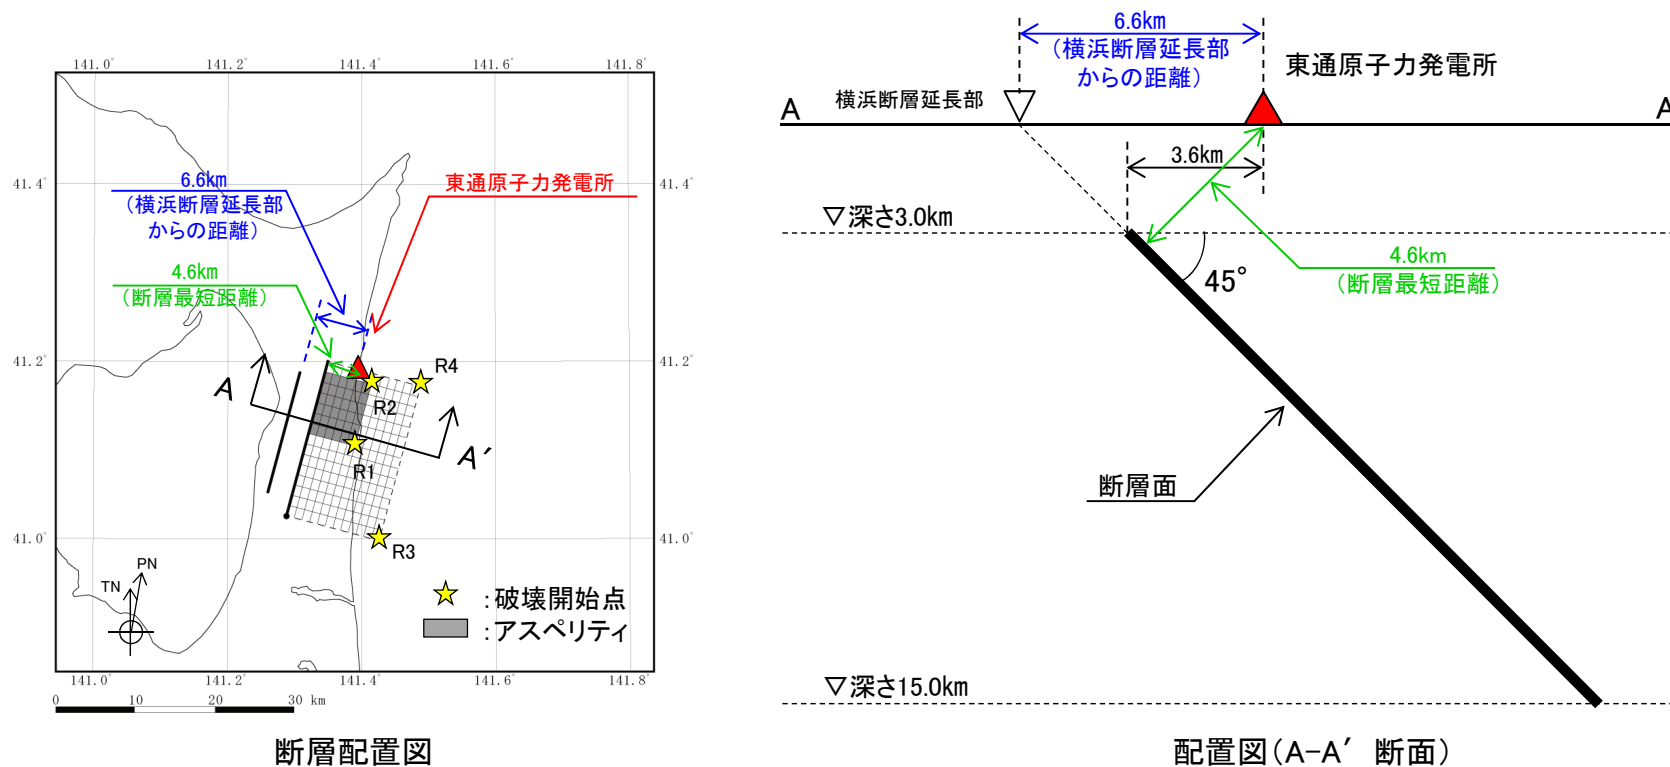 141.0°
141.2°
141.4°
141.6°
141.8°
41.4°
41.4°
6.6km
(横浜断層延長部
からの距離)
東通原子力発電所
4.6km
(断層最短距離)
41.2°
41.2°
A
R4
R2
A′
R1
41.0°
41.0°
R3
PN
TN
:破壊開始点
:アスペリティ
141.0°
141.2°
141.4°
141.6°
141.8°
0 10 20 30 km
断層配置図
6.6km
(横浜断層延長部
からの距離)
東通原子力発電所
横浜断層延長部
A
A
3.6km
▽深さ3.0km
45°
4.6km
(断層最短距離)
断層面
▽深さ15.0km
配置図(A-A′ 断面)